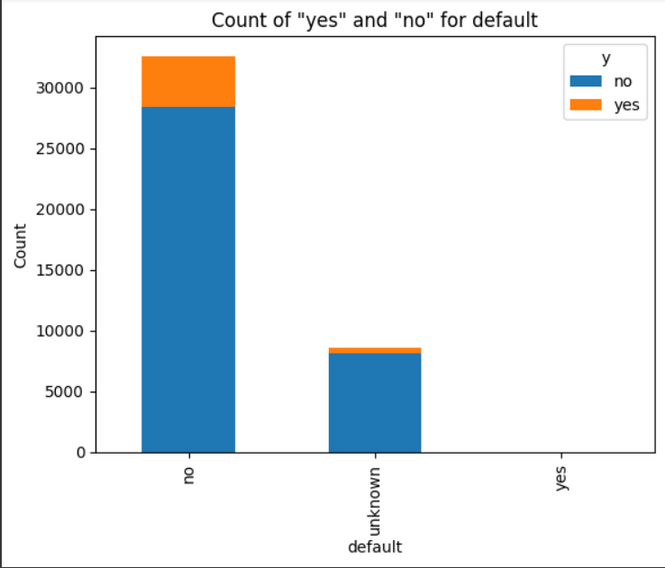 Count of "yes" and "no" for default
y
no
yes
30000
25000
20000
15000
10000
5000
0
Count
no
unknown
yes
default